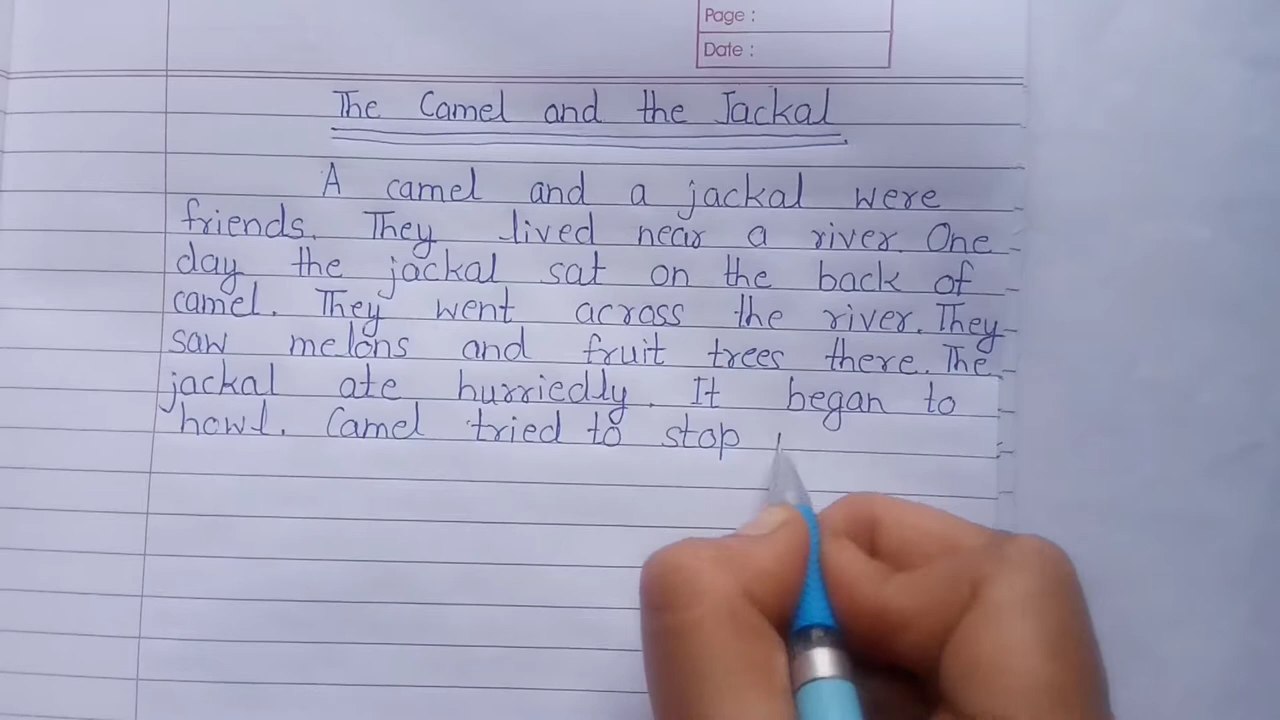 Page :
Date :
The Camel and the Jackal
A camel and a jackal were
friends. They lived near a river. One
day the jackal sat on the back of
camel. They went across the river. They
saw melons and fruit trees there. The
jackal ate hurriedly. It began to
howl. Camel tried to stop